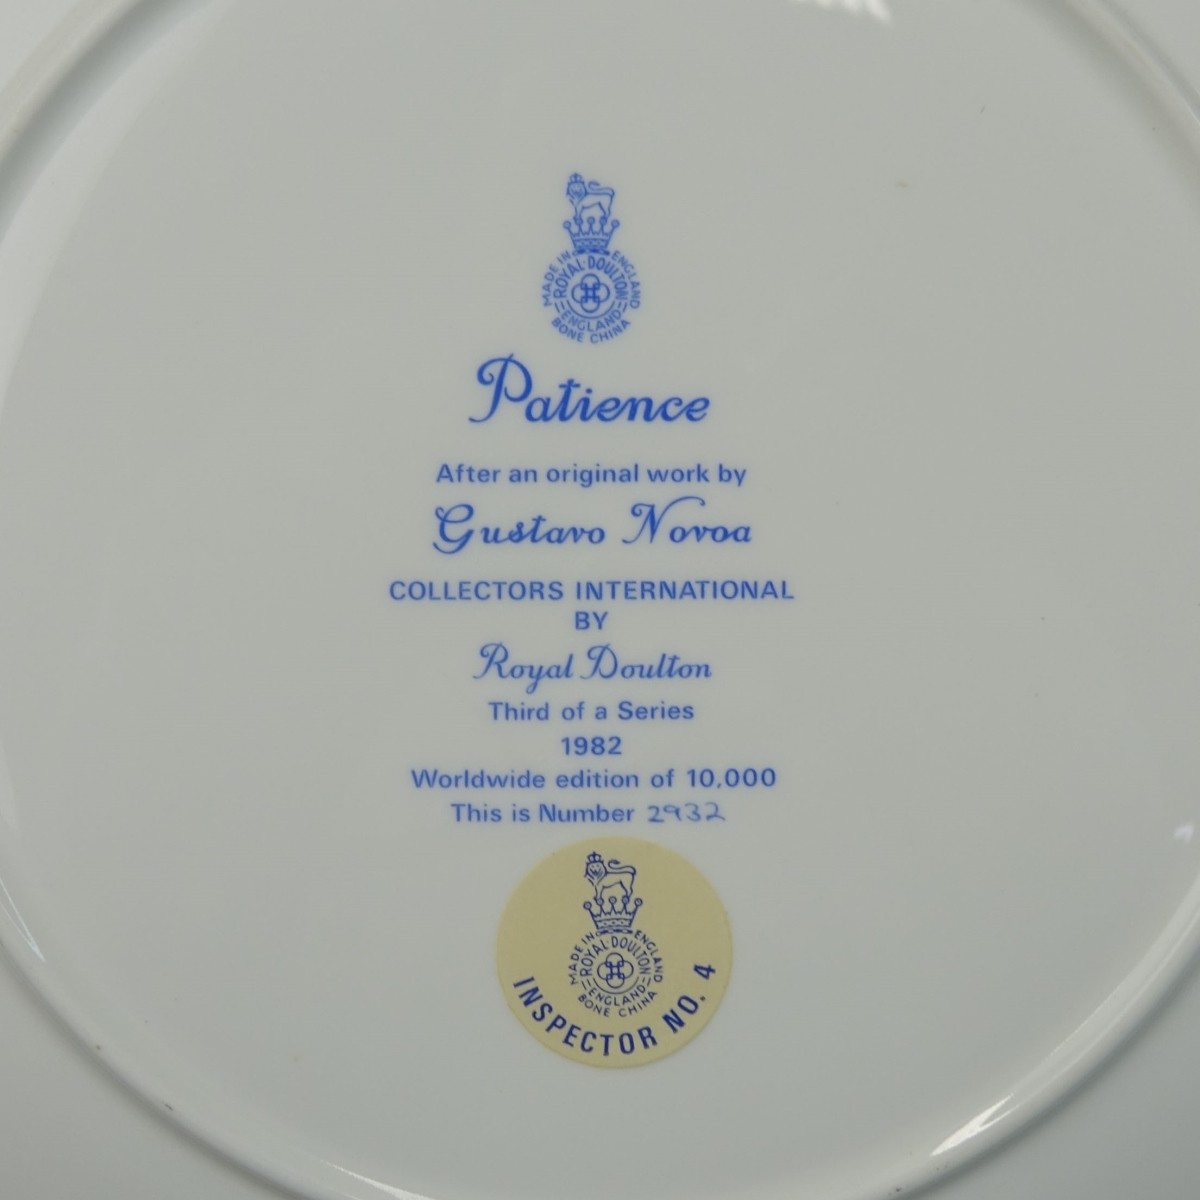 MADE IN ENGLAND
ROYAL·DOULTON
ENGLAND
BONE CHINA
Patience
After an original work by
Gustavo Novoa
COLLECTORS INTERNATIONAL
BY
Royal Doulton
Third of a Series
1982
Worldwide edition of 10,000
This is Number 2932
MADE IN ENGLAND
ROYAL·DOULTON
ENGLAND
BONE CHINA
INSPECTOR NO. 4